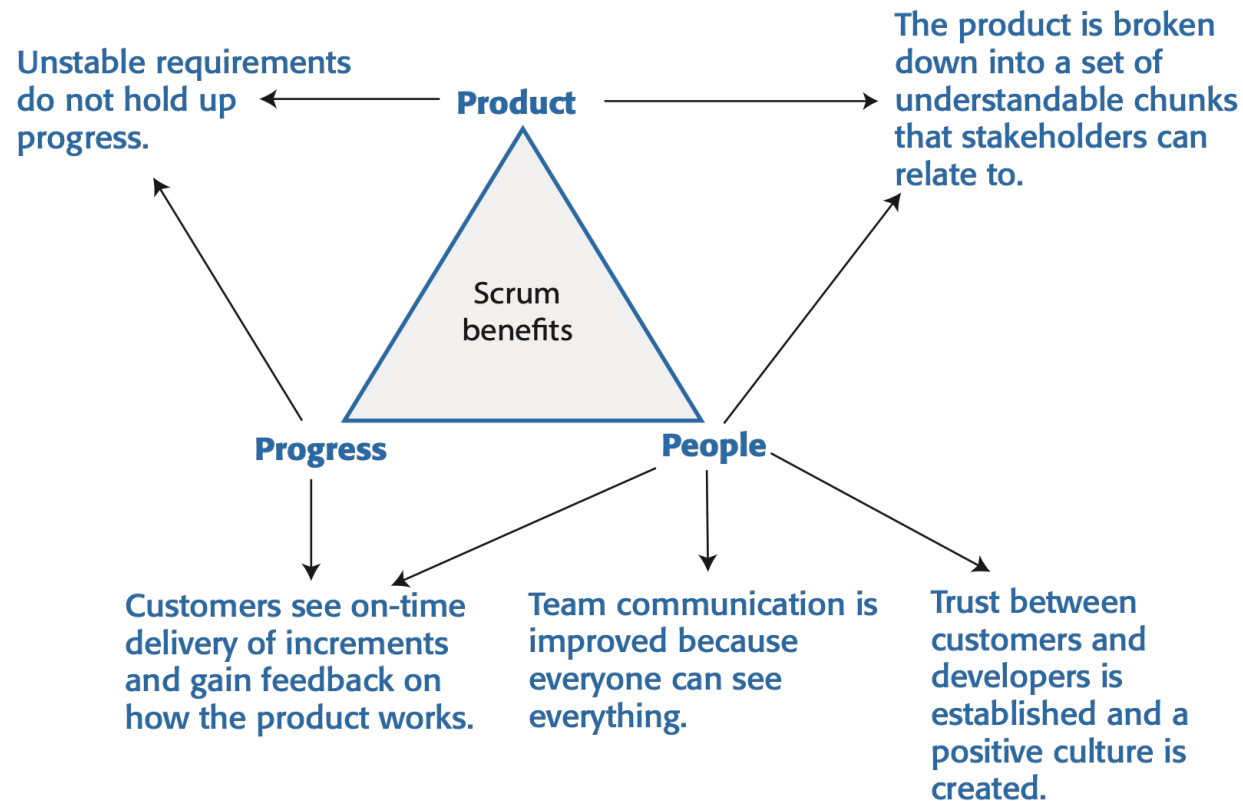 Unstable requirements
do not hold up
progress.
Product
The product is broken
down into a set of
understandable chunks
that stakeholders can
relate to.
Scrum
benefits
Progress
People
Customers see on-time
delivery of increments
and gain feedback on
how the product works.
Team communication is
improved because
everyone can see
everything.
Trust between
customers and
developers is
established and a
positive culture is
created.